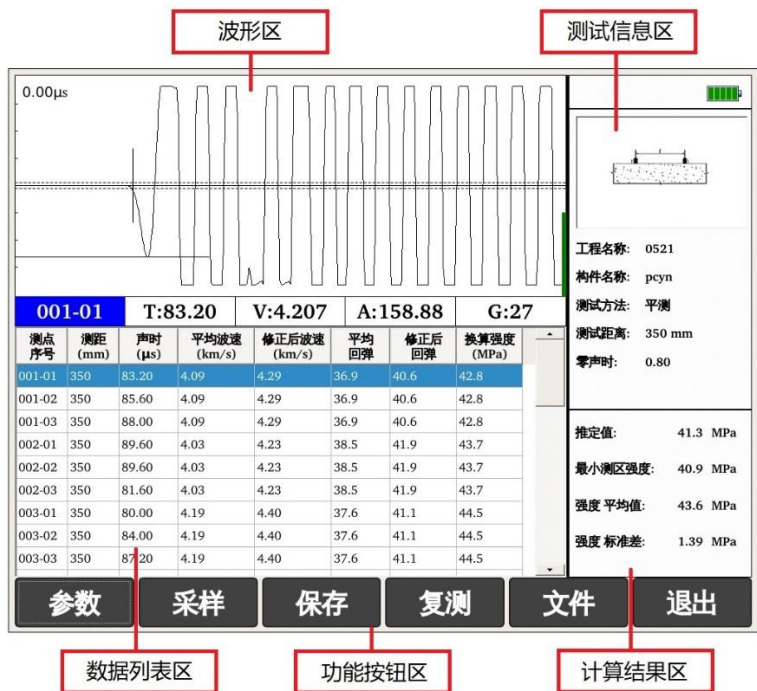 波形区
测试信息区
0.00μs
001-01 T:83.20 V:4.207 A:158.88 G:27
测点序号 测距(mm) 声时(μs) 平均波速(km/s) 修正后波速(km/s) 平均回弹 修正后回弹 换算强度(MPa)
001-01 350 83.20 4.09 4.29 36.9 40.6 42.8
001-02 350 85.60 4.09 4.29 36.9 40.6 42.8
001-03 350 88.00 4.09 4.29 36.9 40.6 42.8
002-01 350 89.60 4.03 4.23 38.5 41.9 43.7
002-02 350 89.60 4.03 4.23 38.5 41.9 43.7
002-03 350 81.60 4.03 4.23 38.5 41.9 43.7
003-01 350 80.00 4.19 4.40 37.6 41.1 44.5
003-02 350 84.00 4.19 4.40 37.6 41.1 44.5
003-03 350 87.20 4.19 4.40 37.6 41.1 44.5
工程名称: 0521
构件名称: pcyn
测试方法: 平测
测试距离: 350 mm
零声时: 0.80
推定值: 41.3 MPa
最小测区强度: 40.9 MPa
强度 平均值: 43.6 MPa
强度 标准差: 1.39 MPa
参数 采样 保存 复测 文件 退出
数据列表区
功能按钮区
计算结果区